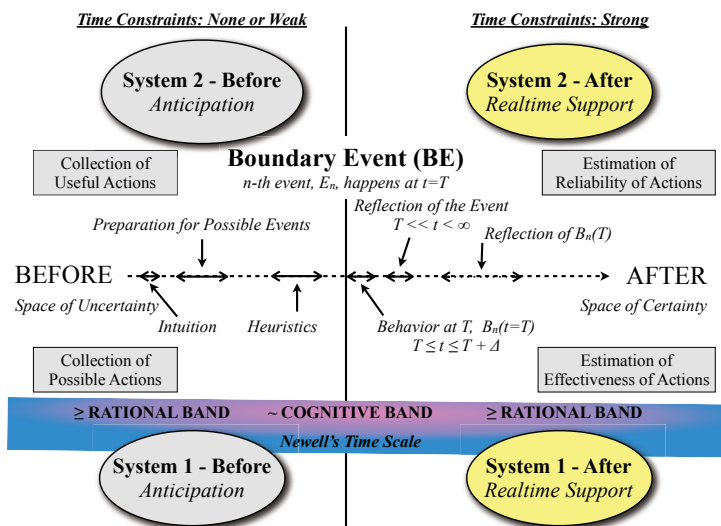 Time Constraints: None or Weak
Time Constraints: Strong
System 2 - Before
Anticipation
System 2 - After
Realtime Support
Collection of
Useful Actions
Boundary Event (BE)
n-th event, Eₙ, happens at t=T
Estimation of
Reliability of Actions
Preparation for Possible Events
Reflection of the Event
T << t < ∞
Reflection of Bₙ(T)
BEFORE
Space of Uncertainty
AFTER
Space of Certainty
Intuition
Heuristics
Behavior at T, Bₙ(t=T)
T ≤ t ≤ T + Δ
Collection of
Possible Actions
Estimation of
Effectiveness of Actions
≥ RATIONAL BAND
~ COGNITIVE BAND
≥ RATIONAL BAND
Newell's Time Scale
System 1 - Before
Anticipation
System 1 - After
Realtime Support